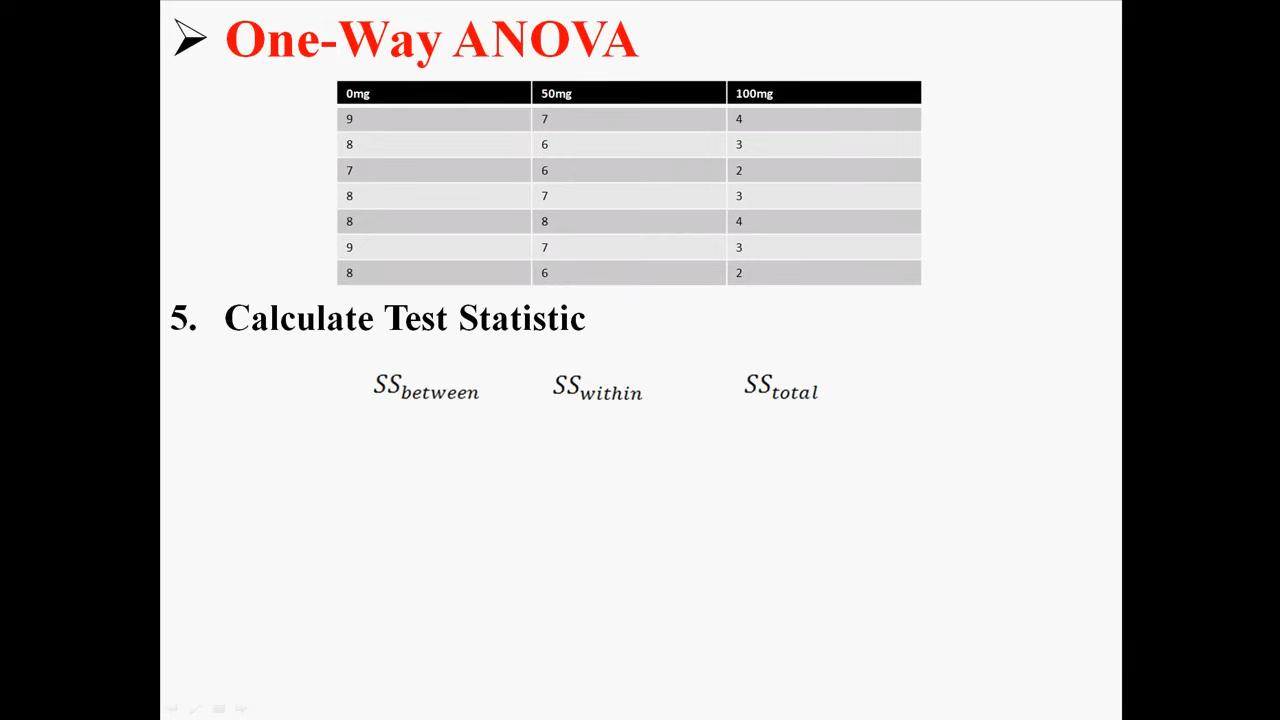 One-Way ANOVA
0mg 50mg 100mg
9 7 4
8 6 3
7 6 2
8 7 3
8 8 4
9 7 3
8 6 2
5. Calculate Test Statistic
SSbetween SSwithin SStotal